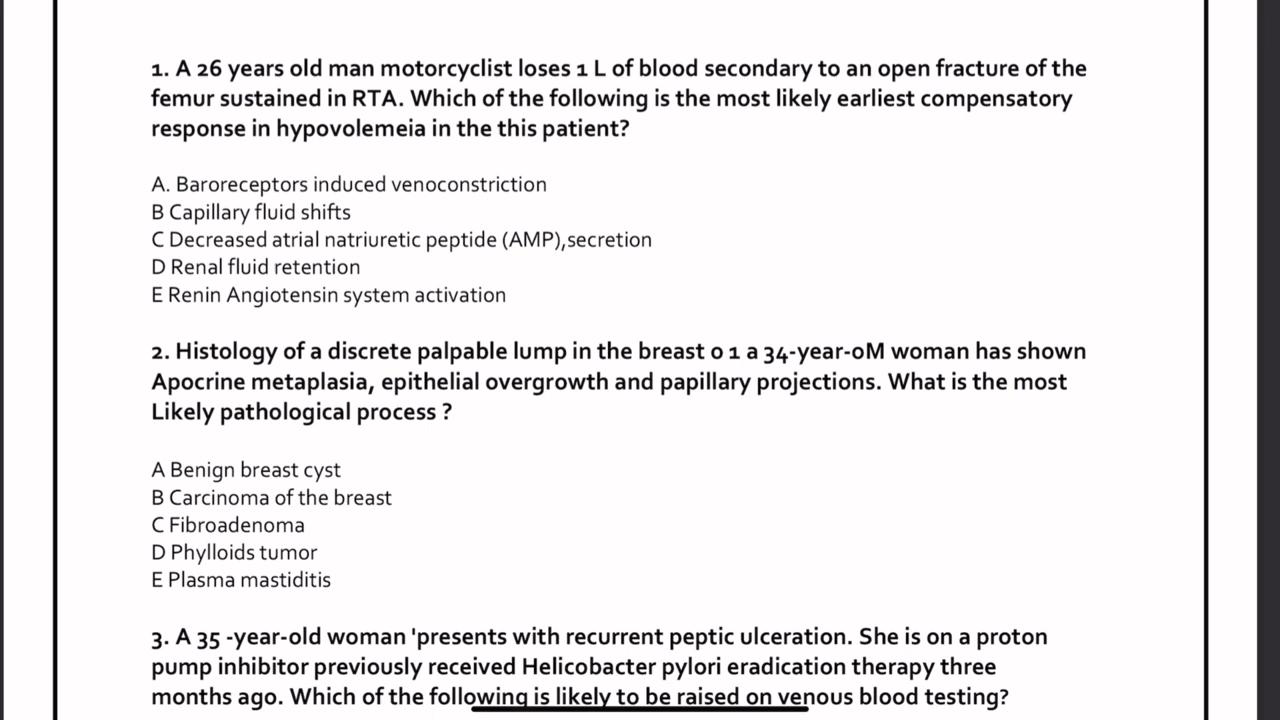 1. A 26 years old man motorcyclist loses 1 L of blood secondary to an open fracture of the
femur sustained in RTA. Which of the following is the most likely earliest compensatory
response in hypovolemeia in the this patient?
A. Baroreceptors induced venoconstriction
B Capillary fluid shifts
C Decreased atrial natriuretic peptide (AMP),secretion
D Renal fluid retention
E Renin Angiotensin system activation
2. Histology of a discrete palpable lump in the breast o 1 a 34-year-oM woman has shown
Apocrine metaplasia, epithelial overgrowth and papillary projections. What is the most
Likely pathological process ?
A Benign breast cyst
B Carcinoma of the breast
C Fibroadenoma
D Phylloids tumor
E Plasma mastiditis
3. A 35 -year-old woman 'presents with recurrent peptic ulceration. She is on a proton
pump inhibitor previously received Helicobacter pylori eradication therapy three
months ago. Which of the following is likely to be raised on venous blood testing?